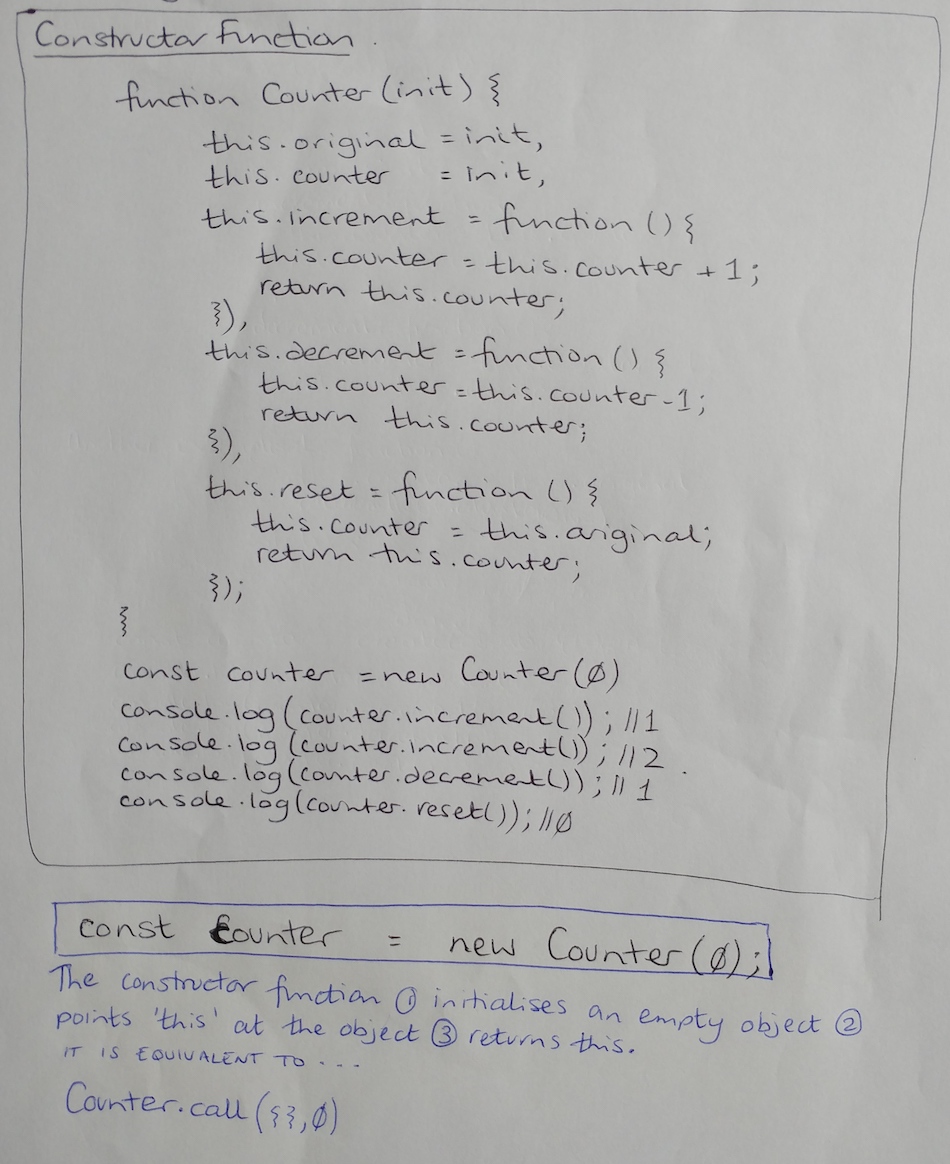 Constructor Function.
function Counter (init) {
this.original = init,
this.counter = init,
this.increment = function () {
this.counter = this.counter + 1;
return this.counter;
}),
this.decrement = function () {
this.counter = this.counter - 1;
return this.counter;
}),
this.reset = function () {
this.counter = this.original;
return this.counter;
});
}
const counter = new Counter (0)
console.log (counter.increment()); //1
console.log (counter.increment()); //2
console.log (counter.decrement()); //1
console.log (counter.reset()); //0
const counter = new Counter (0);
The constructor function ① initialises an empty object ②
points 'this' at the object ③ returns this.
IT IS EQUIVALENT TO ...
Counter.call ({}, 0)